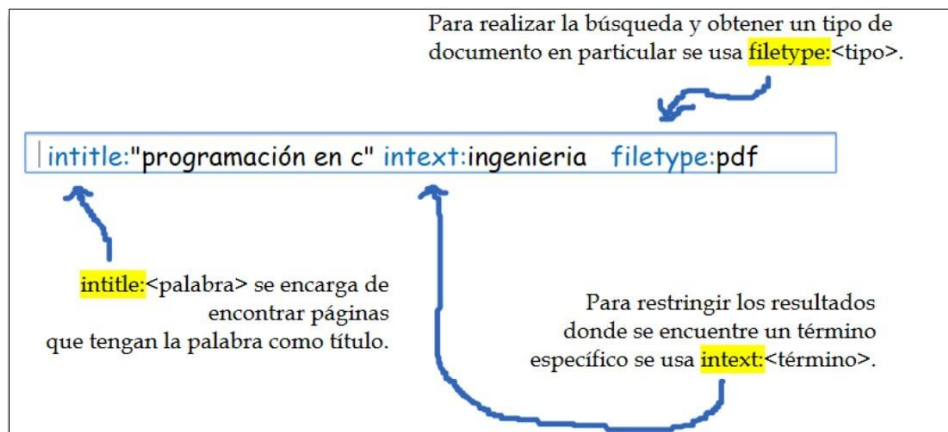 Para realizar la búsqueda y obtener un tipo de
documento en particular se usa filetype:<tipo>.
intitle:"programación en c" intext:ingenieria filetype:pdf
intitle:<palabra> se encarga de
encontrar páginas
que tengan la palabra como título.
Para restringir los resultados
donde se encuentre un término
específico se usa intext:<término>.